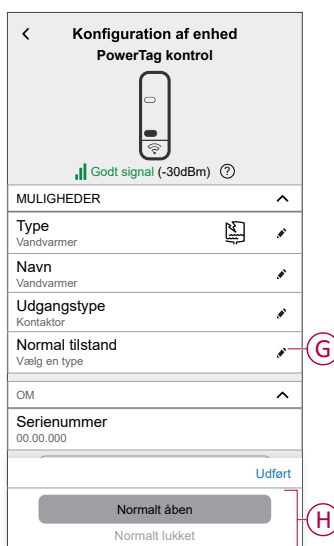 Konfiguration af enhed
PowerTag kontrol
Godt signal (-30dBm) ?
MULIGHEDER
Type
Vandvarmer
Navn
Vandvarmer
Udgangstype
Kontaktor
Normal tilstand
Vælg en type
G
OM
Serienummer
00.00.000
Udført
Normalt åben
Normalt lukket
H